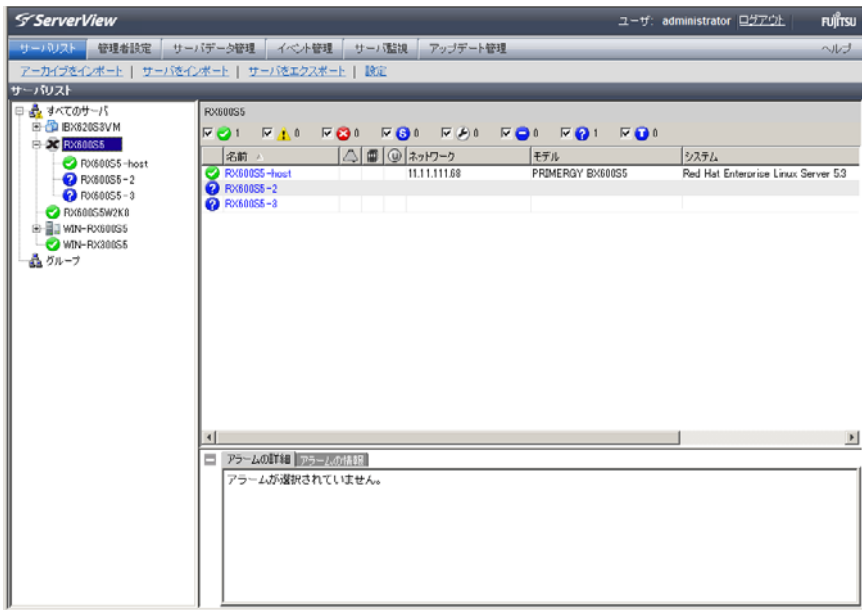 ServerView ユーザ: administrator ログアウト FUJITSU
サーバリスト 管理者設定 サーバデータ管理 イベント管理 サーバ監視 アップデート管理 ヘルプ
アーカイブをインポート | サーバをインポート | サーバをエクスポート | 設定
サーバリスト
すべてのサーバ
BX620S3VM
RX600S5
RX600S5-host
RX600S5-2
RX600S5-3
RX600S5W2K8
WIN-RX600S5
WIN-RX300S5
グループ
RX600S5
1 0 0 0 0 0 1 0
名前 ネットワーク モデル システム
RX600S5-host 11.11.111.68 PRIMERGY BX600S5 Red Hat Enterprise Linux Server 5.3
RX600S5-2
RX600S5-3
アラームの詳細 アラームの情報
アラームが選択されていません。